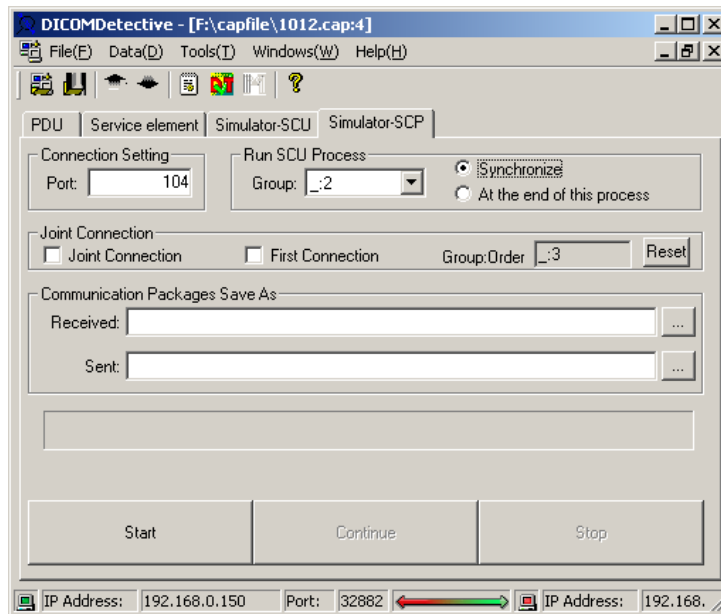 DICOMDetective - [F:\capfile\1012.cap:4]
File(F) Data(D) Tools(T) Windows(W) Help(H)
PDU Service element Simulator-SCU Simulator-SCP
Connection Setting Run SCU Process
Port: 104 Group: _:2 Synchronize
At the end of this process
Joint Connection
Joint Connection First Connection Group:Order _:3 Reset
Communication Packages Save As
Received: ...
Sent: ...
Start Continue Stop
IP Address: 192.168.0.150 Port: 32882 IP Address: 192.168.